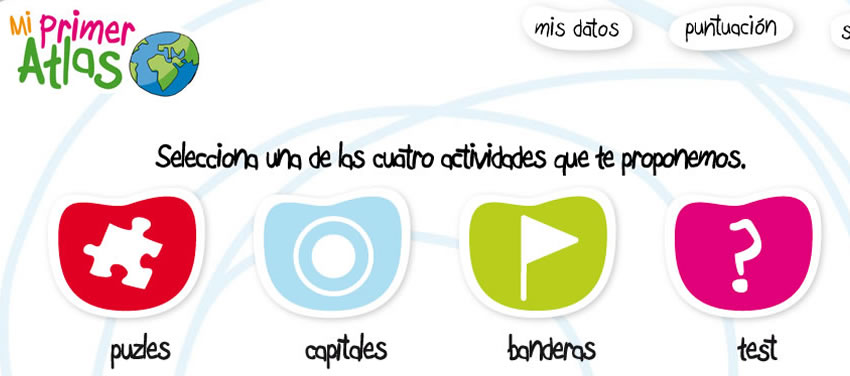 Mi Primer
Atlas
mis datos
puntuación
s
Selecciona una de las cuatro actividades que te proponemos.
puzles
capitales
banderas
test